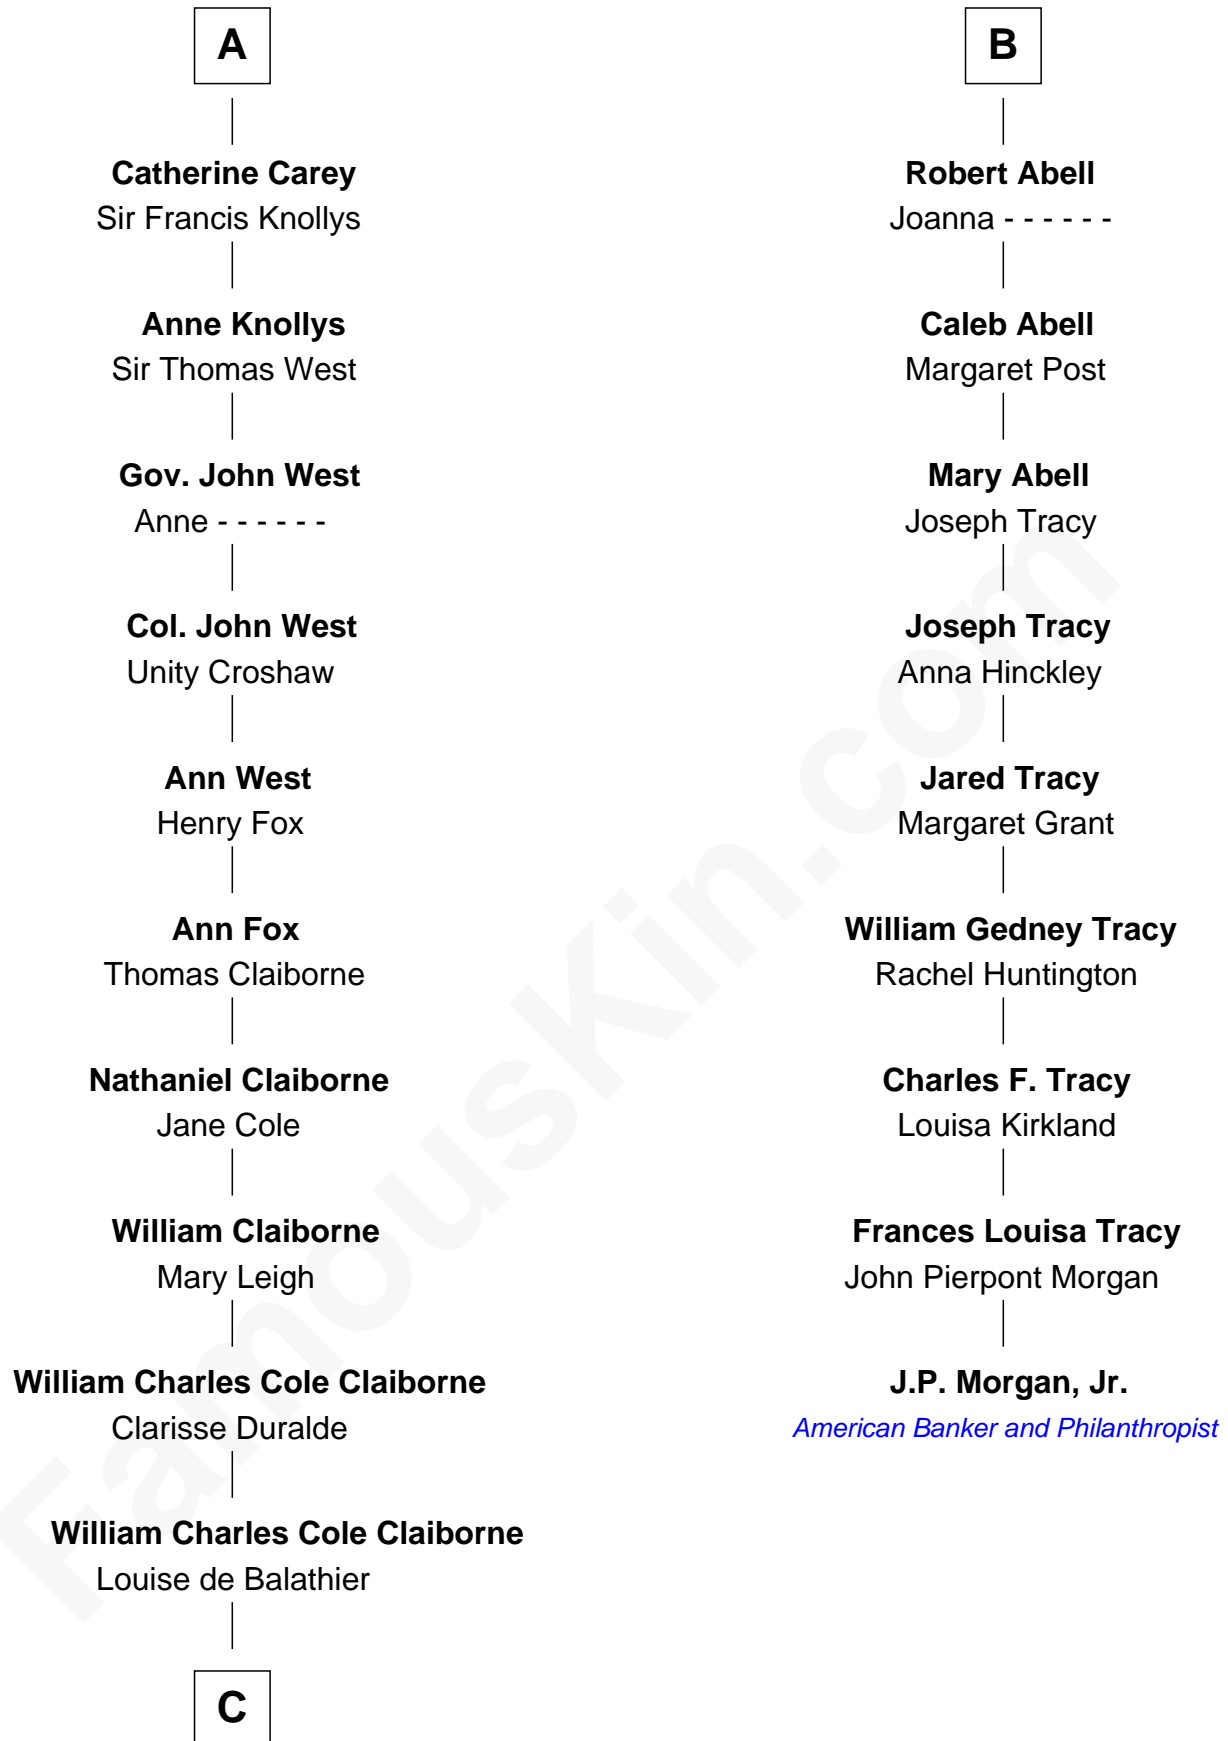 A
Catherine Carey
Sir Francis Knollys
Anne Knollys
Sir Thomas West
Gov. John West
Anne - - - - - -
Col. John West
Unity Croshaw
Ann West
Henry Fox
Ann Fox
Thomas Claiborne
Nathaniel Claiborne
Jane Cole
William Claiborne
Mary Leigh
William Charles Cole Claiborne
Clarisse Duralde
William Charles Cole Claiborne
Louise de Balathier
C
B
Robert Abell
Joanna - - - - - -
Caleb Abell
Margaret Post
Mary Abell
Joseph Tracy
Joseph Tracy
Anna Hinckley
Jared Tracy
Margaret Grant
William Gedney Tracy
Rachel Huntington
Charles F. Tracy
Louisa Kirkland
Frances Louisa Tracy
John Pierpont Morgan
J.P. Morgan, Jr.
American Banker and Philanthropist
FamousKin.com